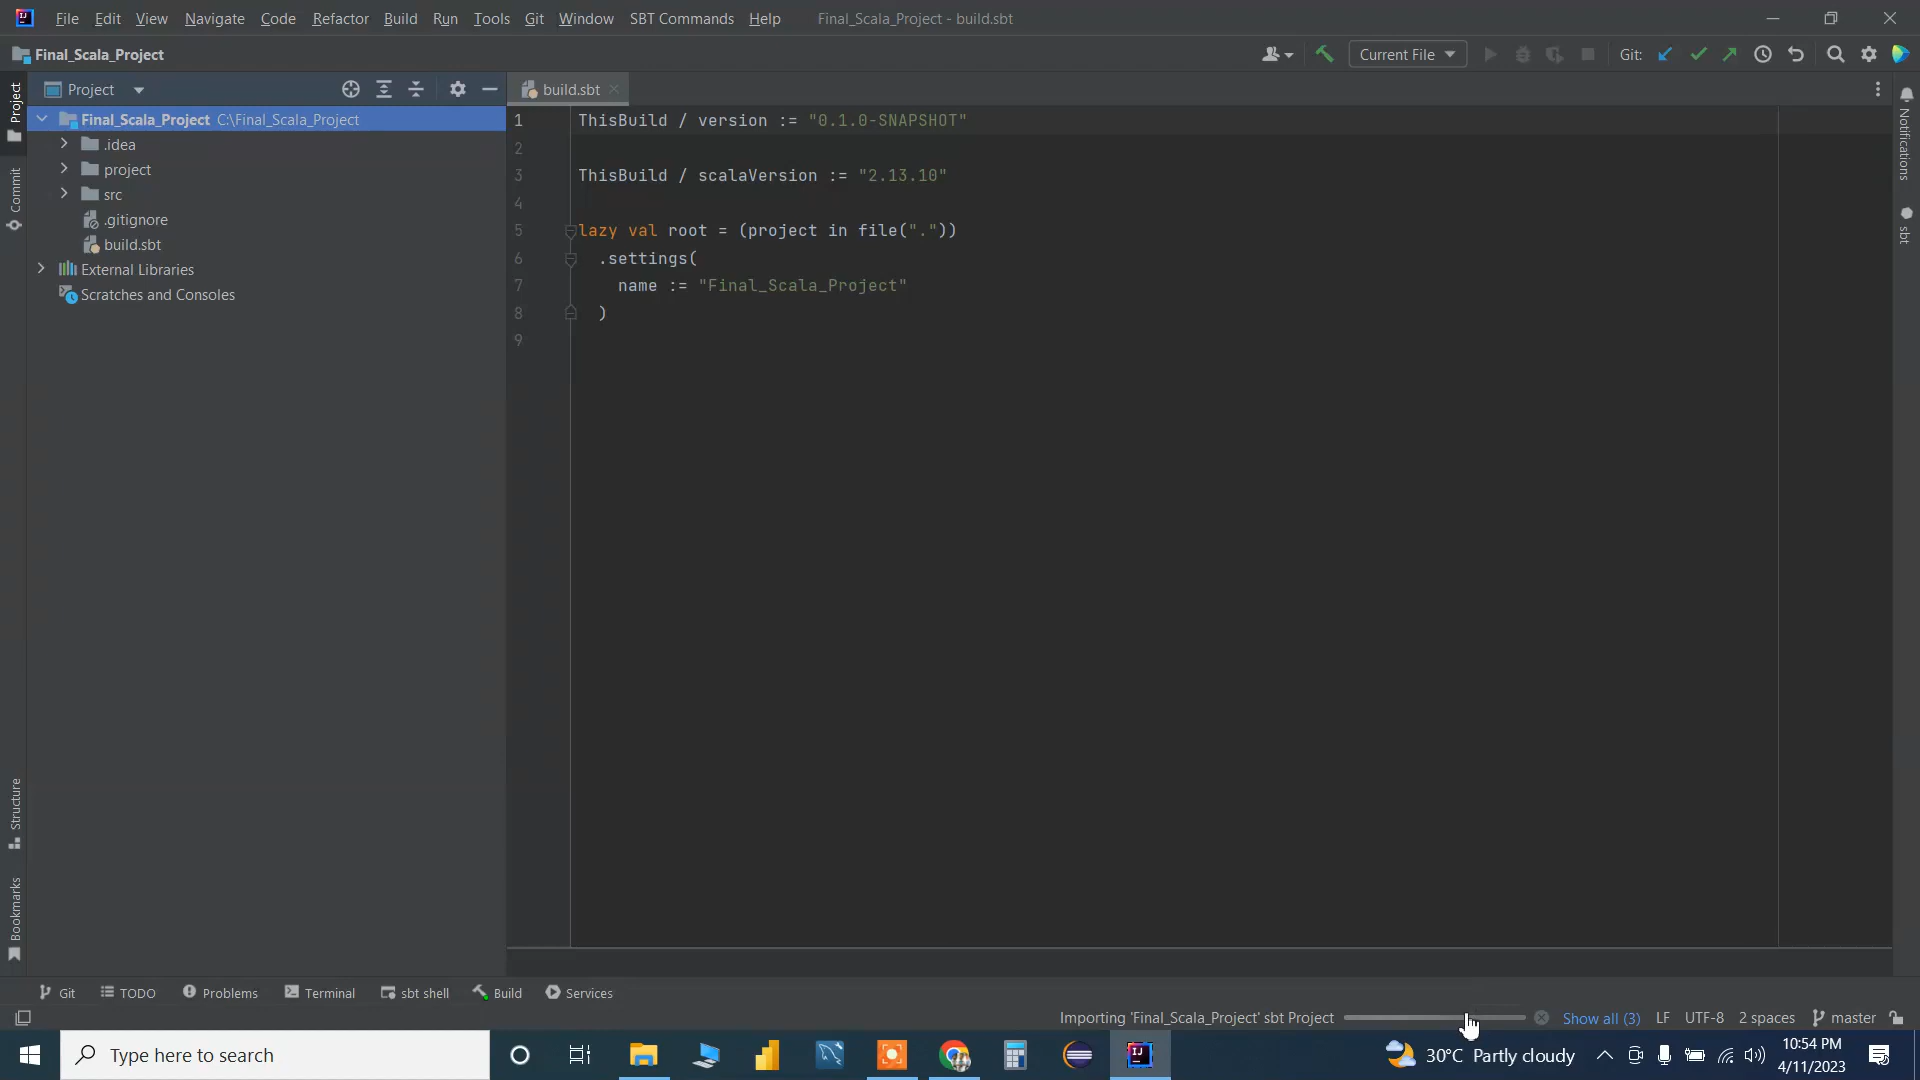 File Edit View Navigate Code Refactor Build Run Tools Git Window SBT Commands Help Final_Scala_Project - build.sbt
Final_Scala_Project
Current File
Git:
Project
build.sbt
Final_Scala_Project C:\Final_Scala_Project
.idea
project
src
.gitignore
build.sbt
External Libraries
Scratches and Consoles
1 ThisBuild / version := "0.1.0-SNAPSHOT"
2
3 ThisBuild / scalaVersion := "2.13.10"
4
5 lazy val root = (project in file("."))
6 .settings(
7 name := "Final_Scala_Project"
8 )
9
Project
Commit
Structure
Bookmarks
Notifications
sbt
Git TODO Problems Terminal sbt shell Build Services
Importing 'Final_Scala_Project' sbt Project Show all (3) LF UTF-8 2 spaces master
Type here to search
30°C Partly cloudy
10:54 PM
4/11/2023